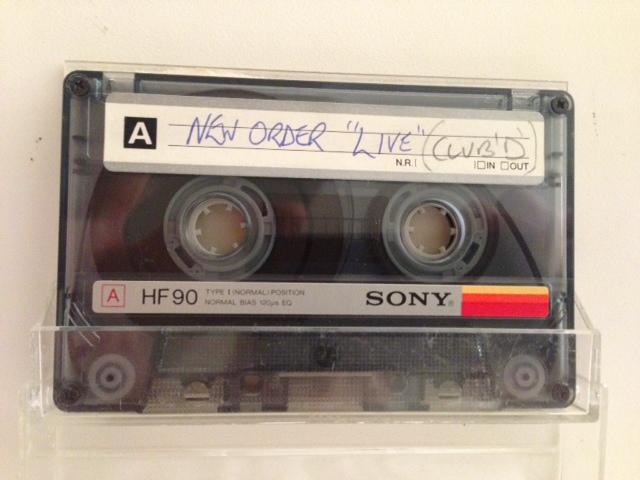 A NEW ORDER "LIVE" (CLUB 'D')
N.R. □IN □OUT
A HF90 TYPE I (NORMAL) POSITION
NORMAL BIAS 120µs EQ
SONY®